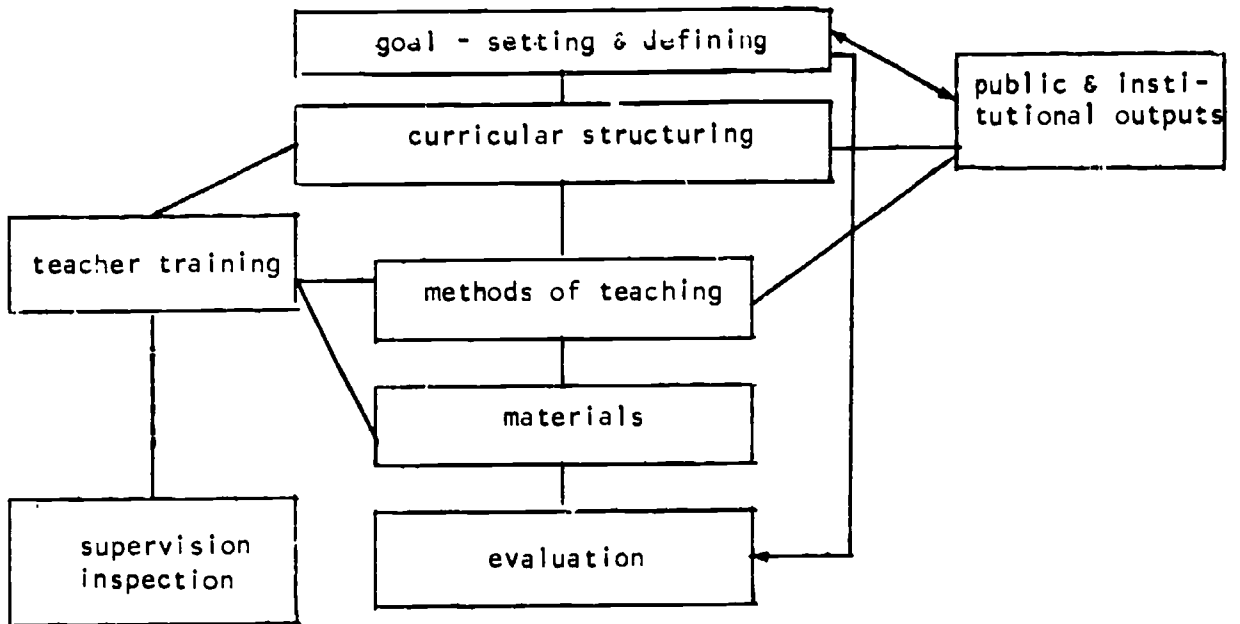 goal - setting & defining
public & insti-
tutional outputs
curricular structuring
teacher training
methods of teaching
materials
supervision
inspection
evaluation